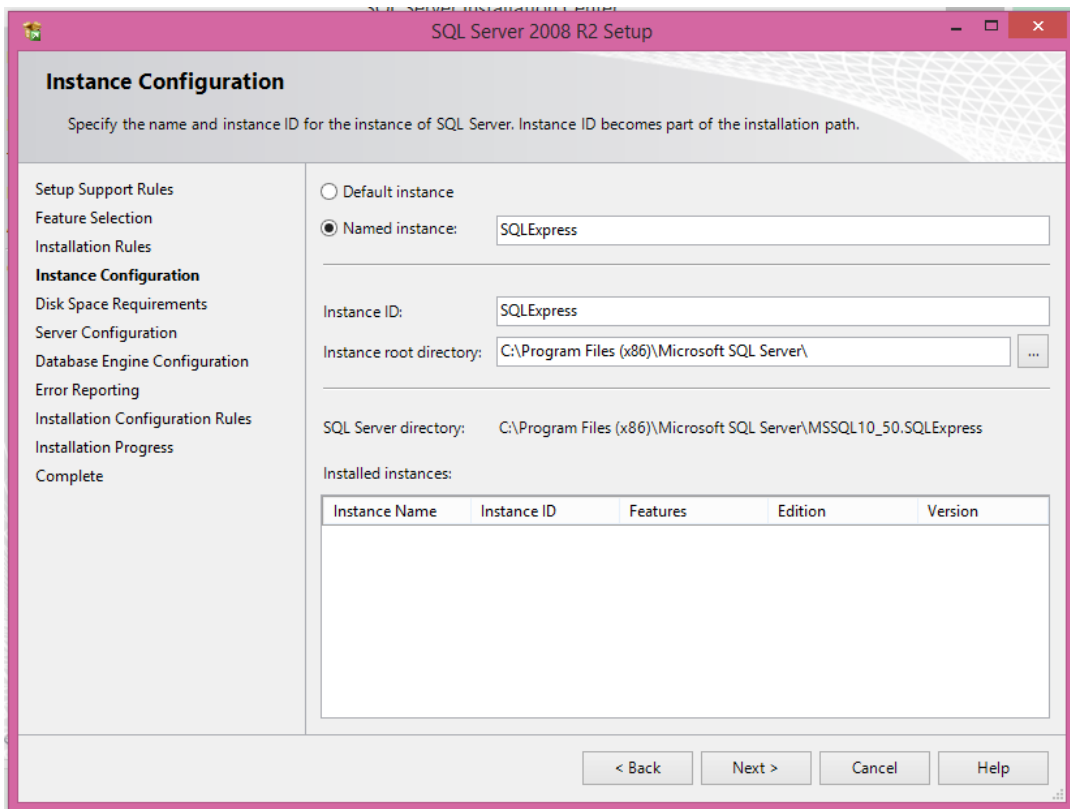 SQL Server Installation Center
SQL Server 2008 R2 Setup
Instance Configuration
Specify the name and instance ID for the instance of SQL Server. Instance ID becomes part of the installation path.
Setup Support Rules
Feature Selection
Installation Rules
Instance Configuration
Disk Space Requirements
Server Configuration
Database Engine Configuration
Error Reporting
Installation Configuration Rules
Installation Progress
Complete
Default instance
Named instance: SQLExpress
Instance ID: SQLExpress
Instance root directory: C:\Program Files (x86)\Microsoft SQL Server\ ...
SQL Server directory: C:\Program Files (x86)\Microsoft SQL Server\MSSQL10_50.SQLExpress
Installed instances:
Instance Name Instance ID Features Edition Version
< Back Next > Cancel Help